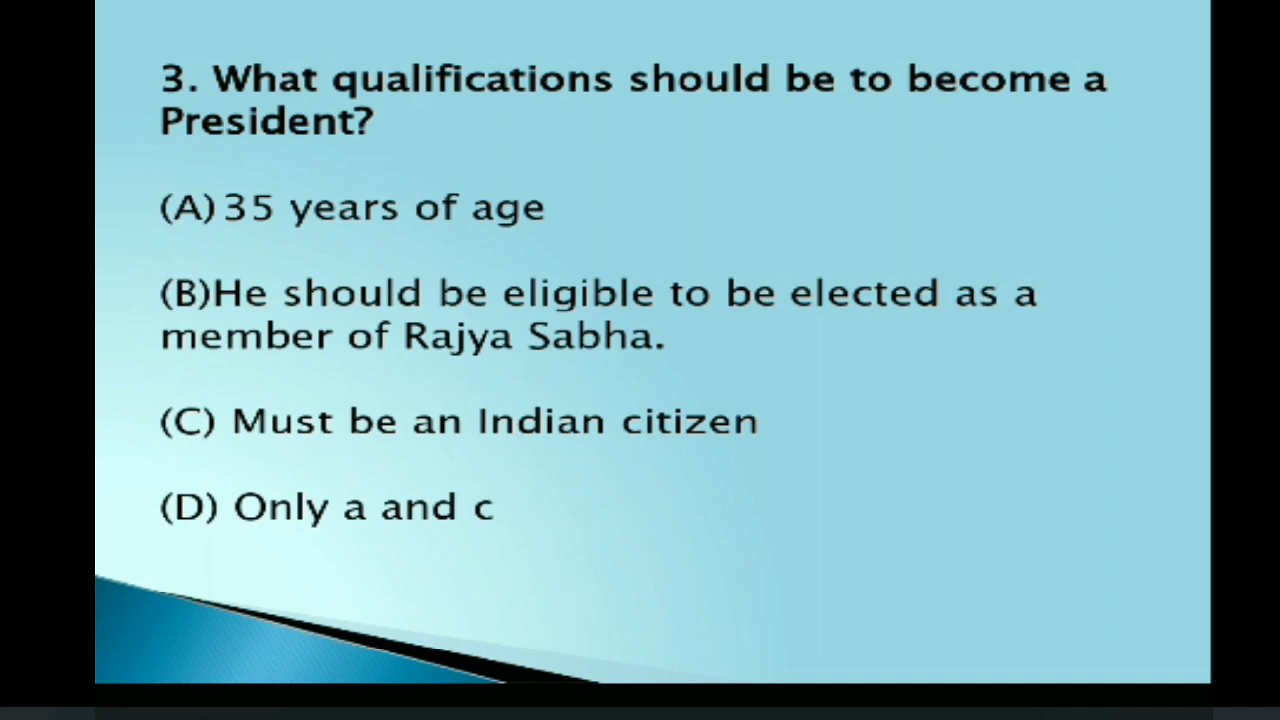 3. What qualifications should be to become a
President?
(A) 35 years of age
(B)He should be eligible to be elected as a
member of Rajya Sabha.
(C) Must be an Indian citizen
(D) Only a and c